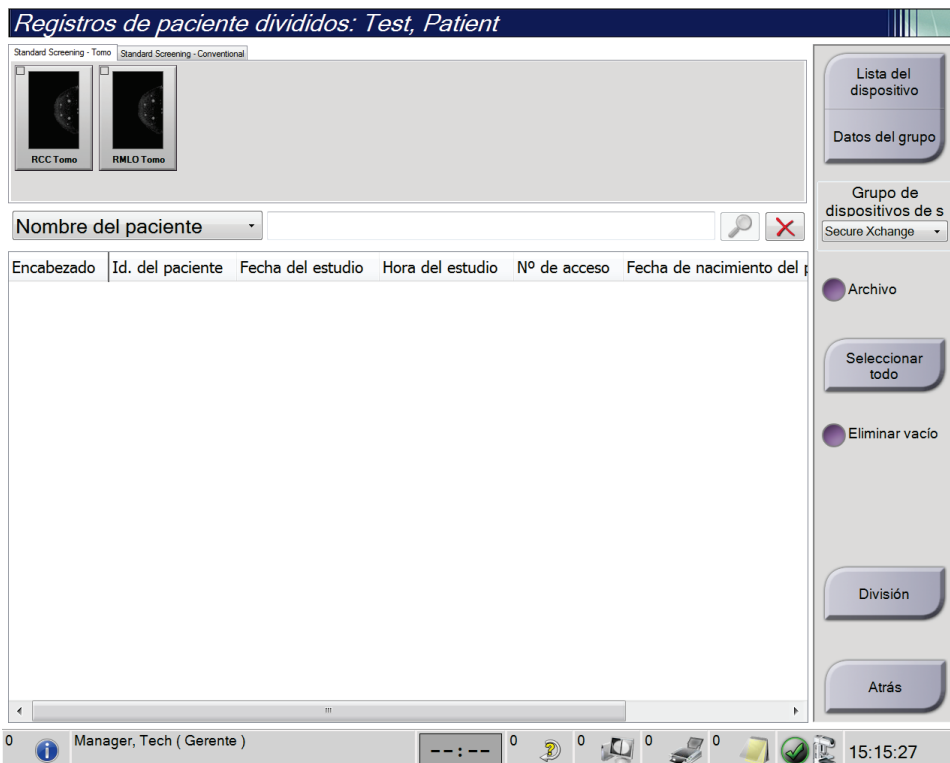 Registros de paciente divididos: Test, Patient
Standard Screening - Tomo
Standard Screening - Conventional
RCC Tomo
RMLO Tomo
Nombre del paciente
Encabezado
Id. del paciente
Fecha del estudio
Hora del estudio
Nº de acceso
Fecha de nacimiento del p
Lista del
dispositivo
Datos del grupo
Grupo de
dispositivos de s
Secure Xchange
Archivo
Seleccionar
todo
Eliminar vacío
División
Atrás
0
Manager, Tech ( Gerente )
--:--
0
0
0
0
15:15:27